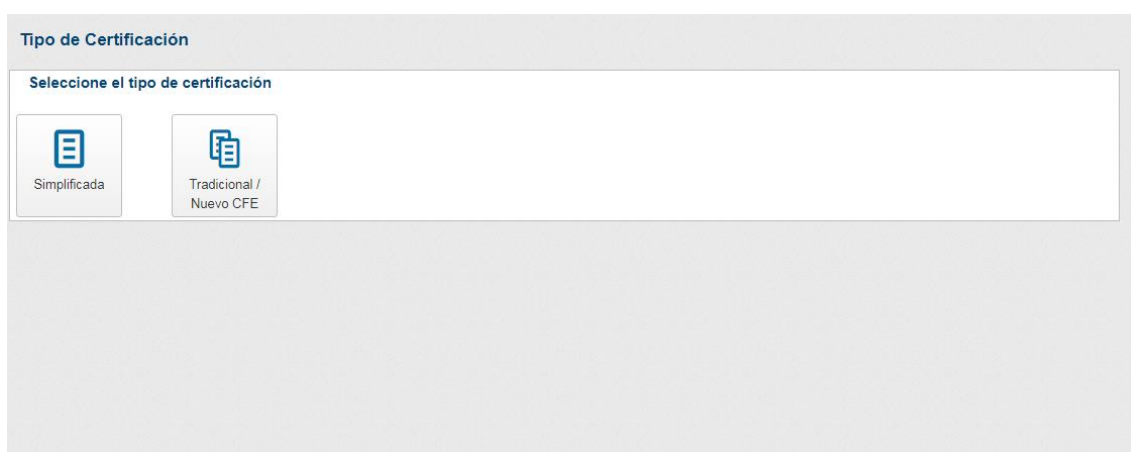 Tipo de Certificación
Seleccione el tipo de certificación
Simplificada
Tradicional /
Nuevo CFE